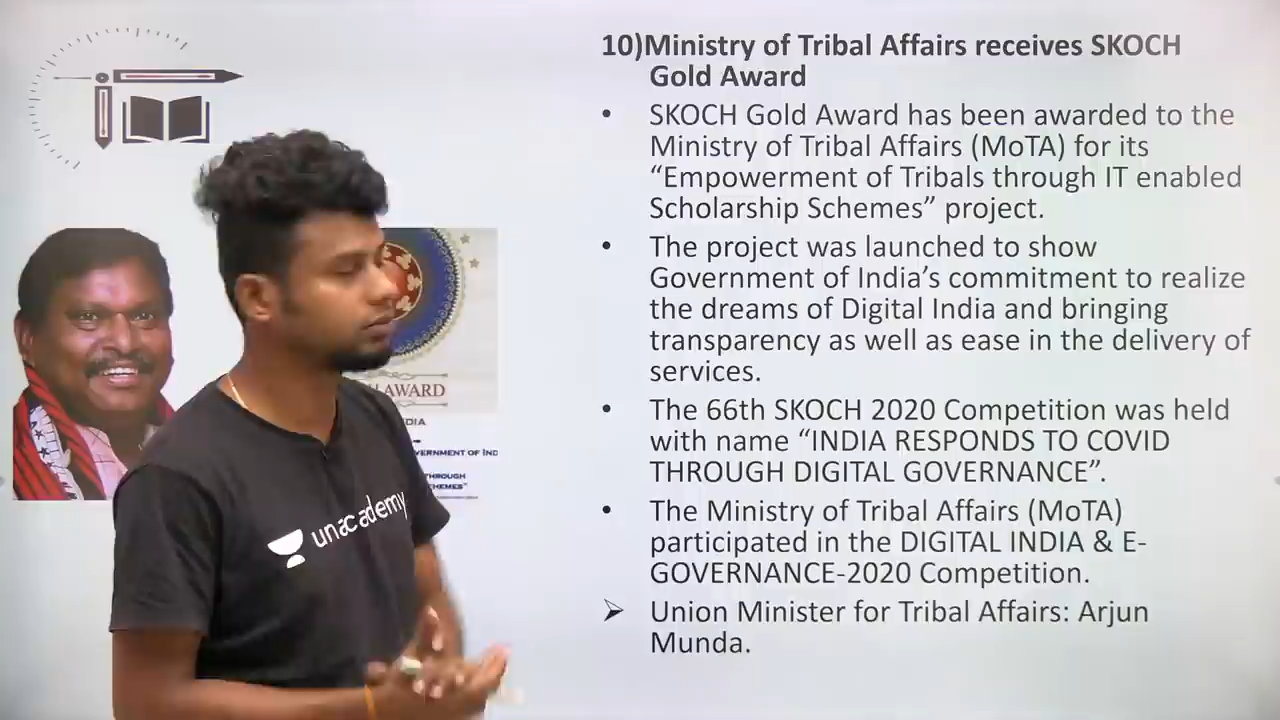 10)Ministry of Tribal Affairs receives SKOCH
Gold Award
• SKOCH Gold Award has been awarded to the
Ministry of Tribal Affairs (MoTA) for its
“Empowerment of Tribals through IT enabled
Scholarship Schemes” project.
• The project was launched to show
Government of India’s commitment to realize
the dreams of Digital India and bringing
transparency as well as ease in the delivery of
services.
• The 66th SKOCH 2020 Competition was held
with name “INDIA RESPONDS TO COVID
THROUGH DIGITAL GOVERNANCE”.
• The Ministry of Tribal Affairs (MoTA)
participated in the DIGITAL INDIA & E-
GOVERNANCE-2020 Competition.
➢ Union Minister for Tribal Affairs: Arjun
Munda.
AWARD
unacademy
THROUGH